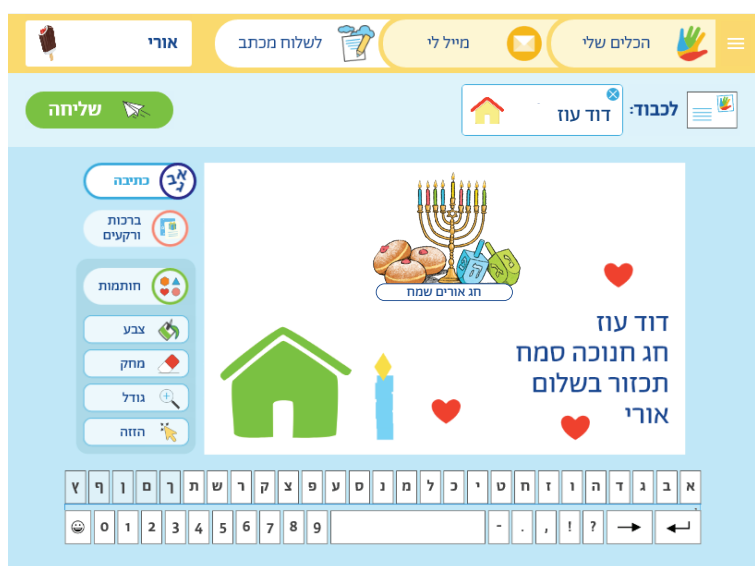 הכלים שלי
מייל לי
לשלוח מכתב
אורי
לכבוד:
דוד עוז
שליחה
כתיבה
אב
ג
ברכות
ורקעים
חותמות
צבע
מחק
גודל
הזזה
חג אורים שמח
דוד עוז
חג חנוכה סמח
תכזור בשלום
אורי
א ב ג ד ה ו ז ח ט י כ ל מ נ ס ע פ צ ק ר ש ת ך ם ן ף ץ
? ! , . - 9 8 7 6 5 4 3 2 1 0